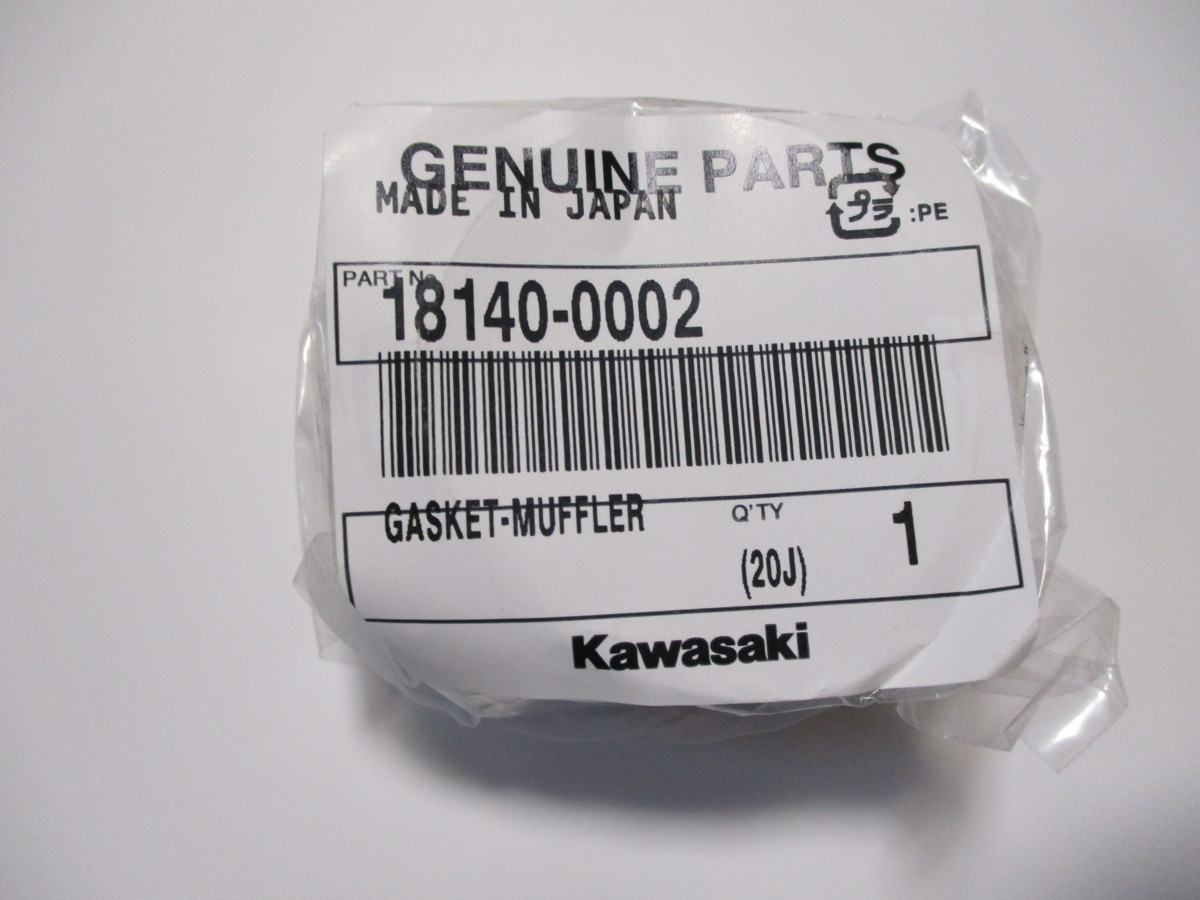 GENUINE PARTS
MADE IN JAPAN
プラ :PE
PART No.
18140-0002
GASKET-MUFFLER Q'TY 1
(20J)
Kawasaki